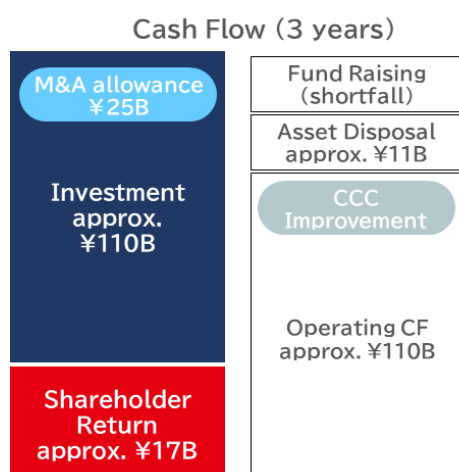 Cash Flow (3 years)
M&A allowance
¥25B
Investment
approx.
¥110B
Shareholder
Return
approx. ¥17B
Fund Raising
(shortfall)
Asset Disposal
approx. ¥11B
CCC
Improvement
Operating CF
approx. ¥110B